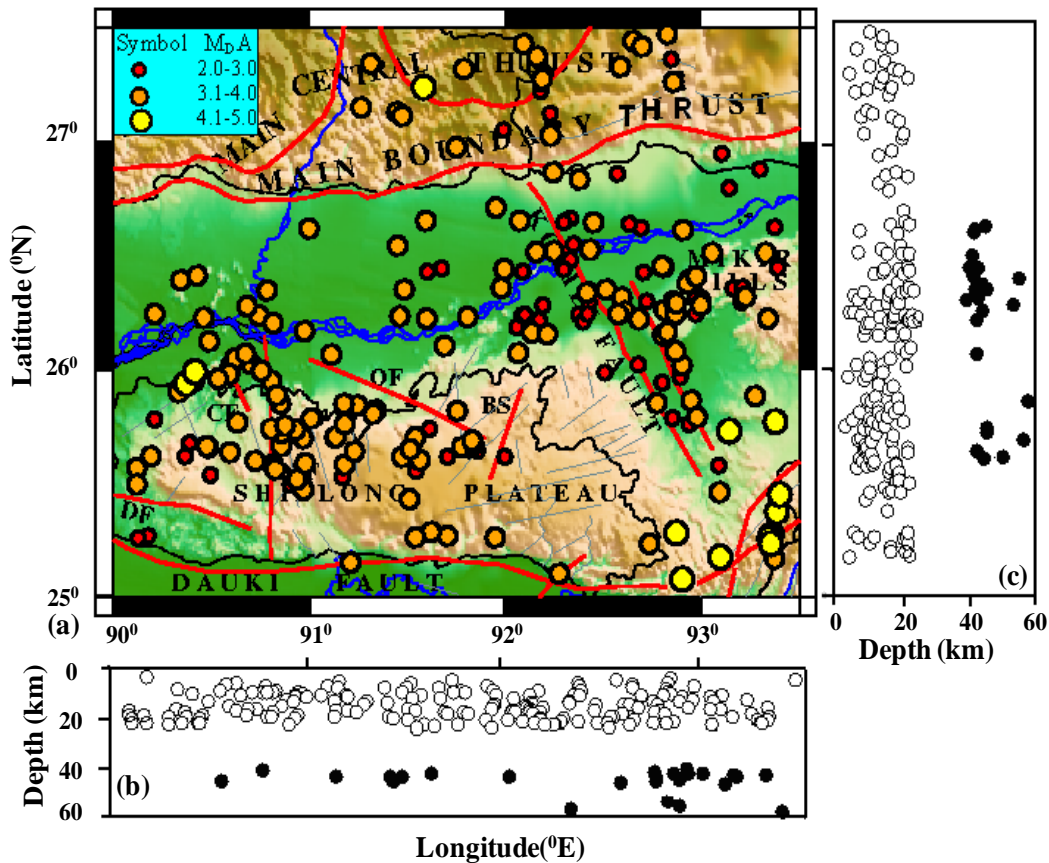 Symbol M_D A
2.0-3.0
3.1-4.0
4.1-5.0
MAIN CENTRAL THRUST
MAIN BOUNDAY THRUST
MIKIR
HILLS
FAULT
OF
BS
CF
SHILLONG PLATEAU
DF
DAUKI FAULT
Latitude (⁰N)
27⁰
26⁰
25⁰
(a)
90⁰ 91⁰ 92⁰ 93⁰
(c)
0 20 40 60
Depth (km)
Depth (km)
0
20
40
60
(b)
Longitude(⁰E)